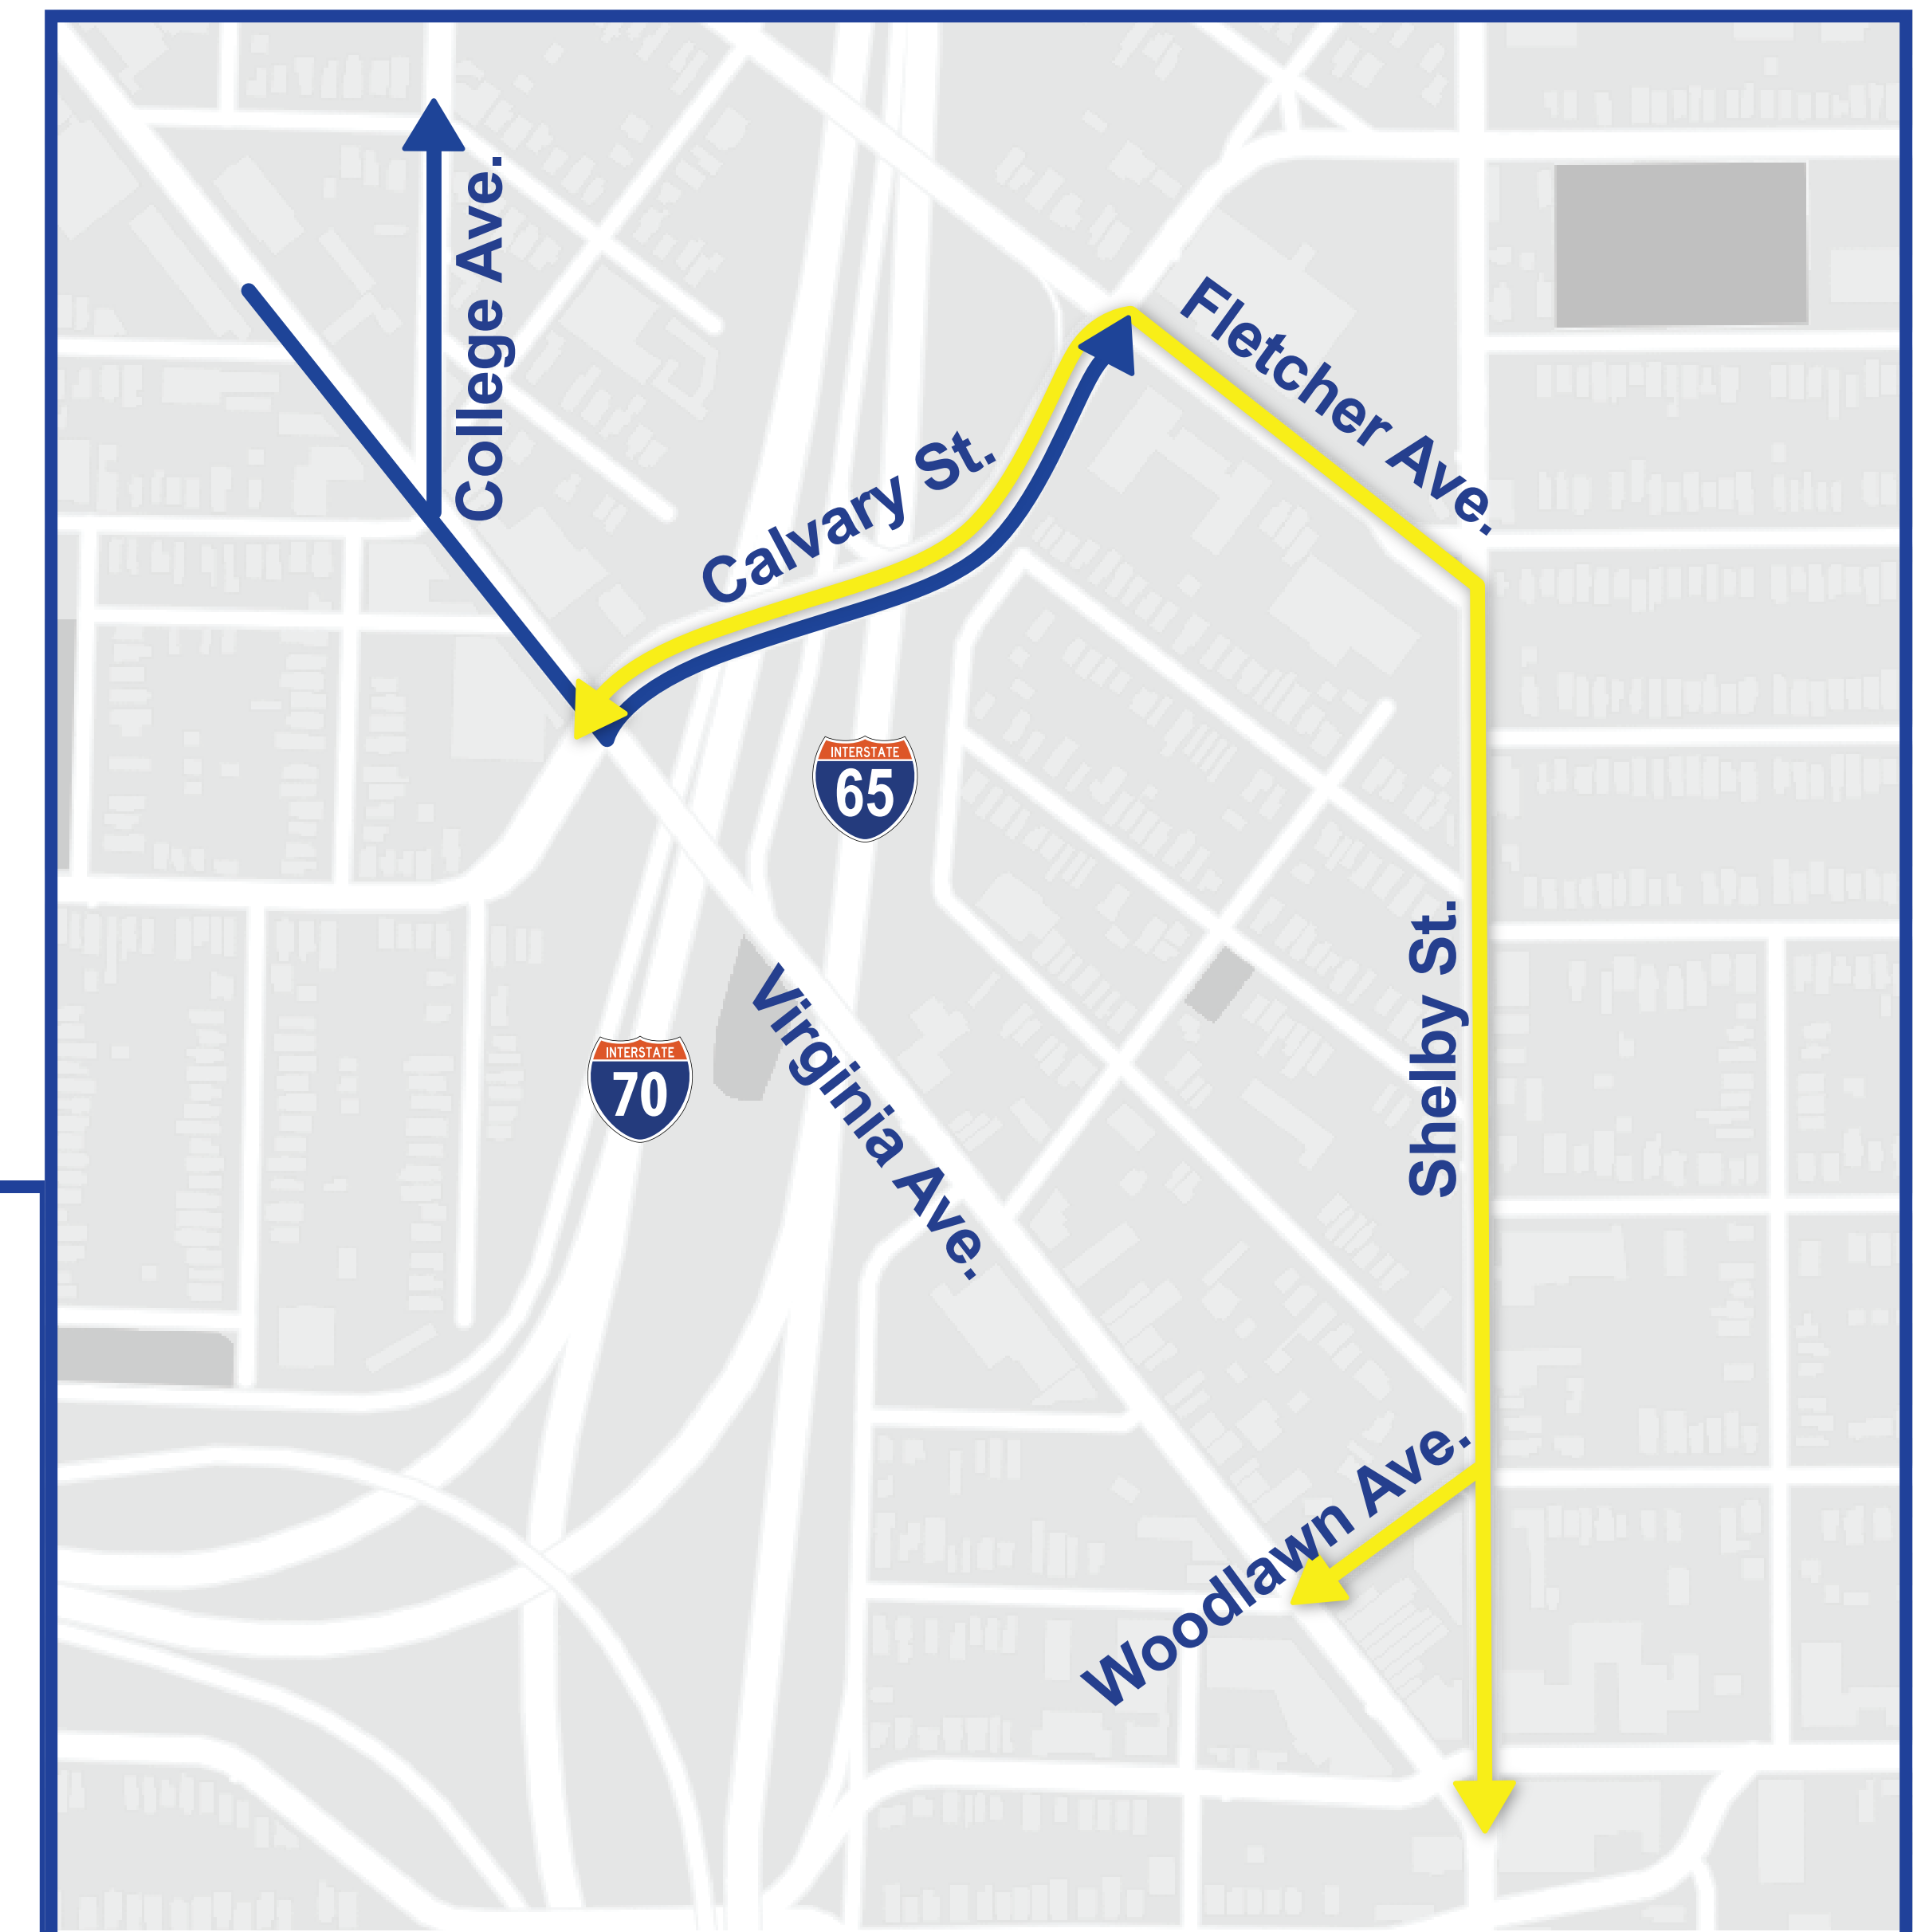 College Ave.
Fletcher Ave.
Calvary St.
INTERSTATE
65
Shelby St.
Virginia Ave.
INTERSTATE
70
Woodlawn Ave.